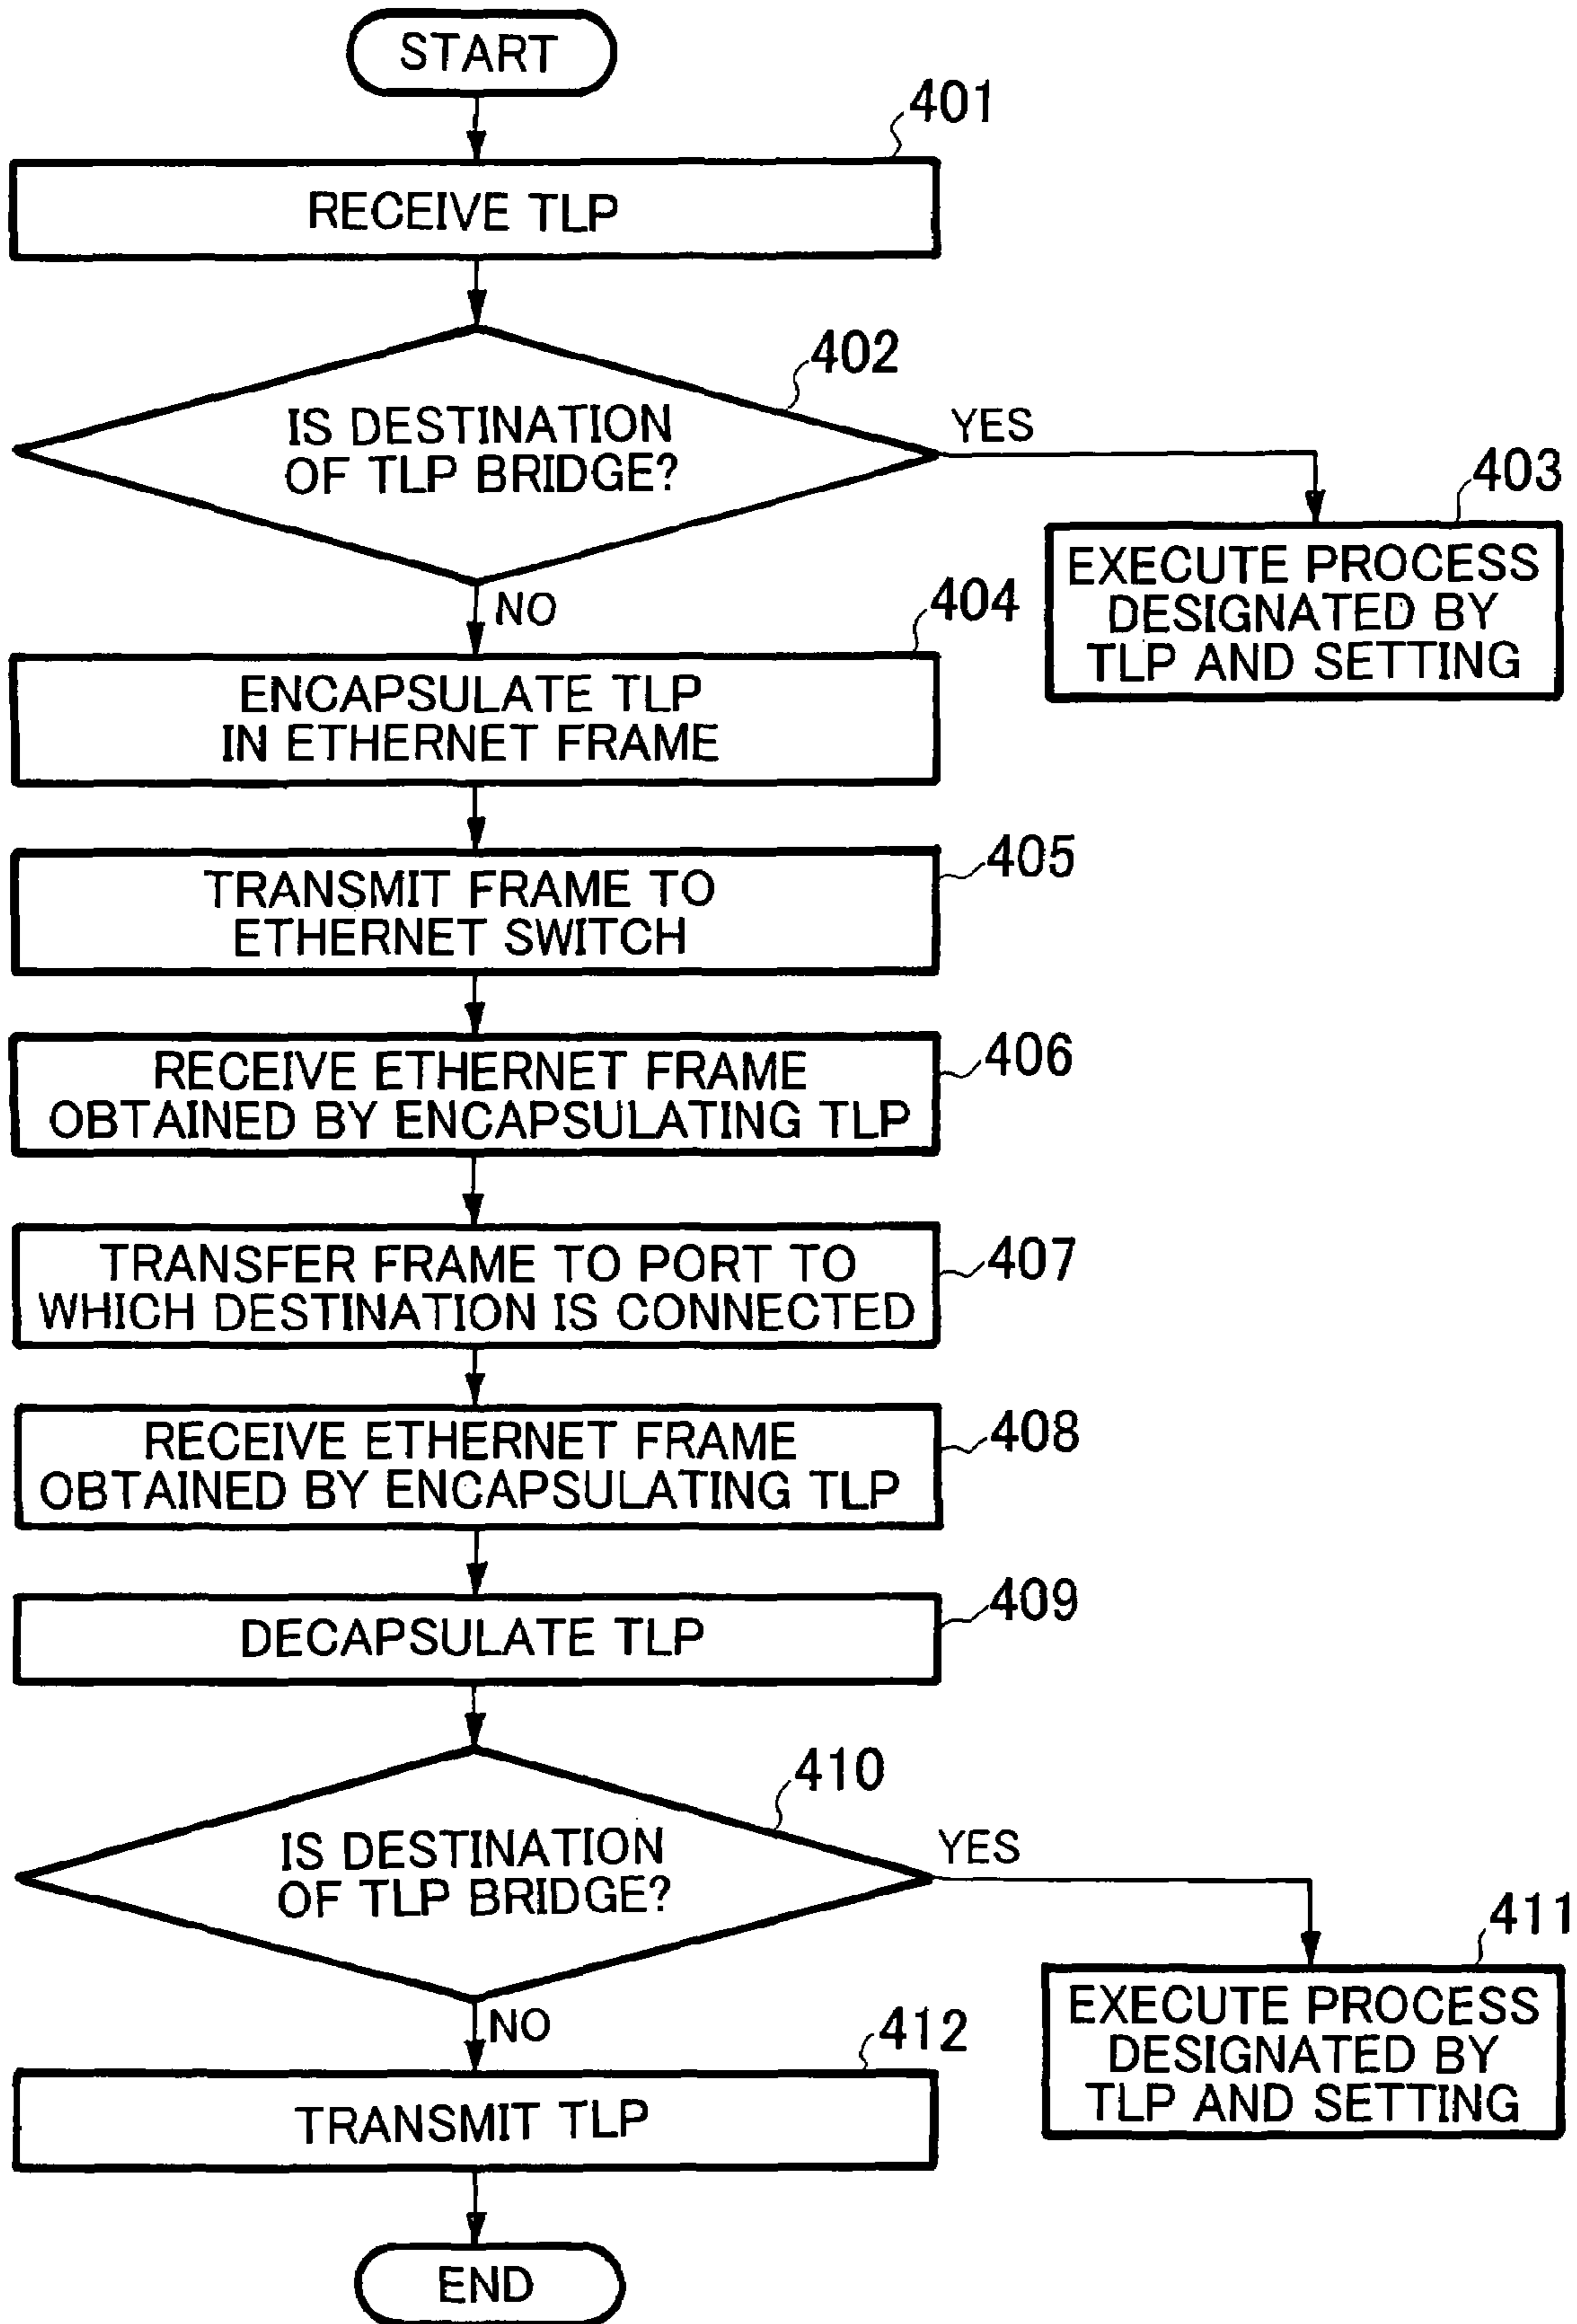 START
401
RECEIVE TLP
402
IS DESTINATION
OF TLP BRIDGE?
YES
403
EXECUTE PROCESS
DESIGNATED BY
TLP AND SETTING
NO
404
ENCAPSULATE TLP
IN ETHERNET FRAME
405
TRANSMIT FRAME TO
ETHERNET SWITCH
406
RECEIVE ETHERNET FRAME
OBTAINED BY ENCAPSULATING TLP
407
TRANSFER FRAME TO PORT TO
WHICH DESTINATION IS CONNECTED
408
RECEIVE ETHERNET FRAME
OBTAINED BY ENCAPSULATING TLP
409
DECAPSULATE TLP
410
IS DESTINATION
OF TLP BRIDGE?
YES
411
EXECUTE PROCESS
DESIGNATED BY
TLP AND SETTING
NO
412
TRANSMIT TLP
END